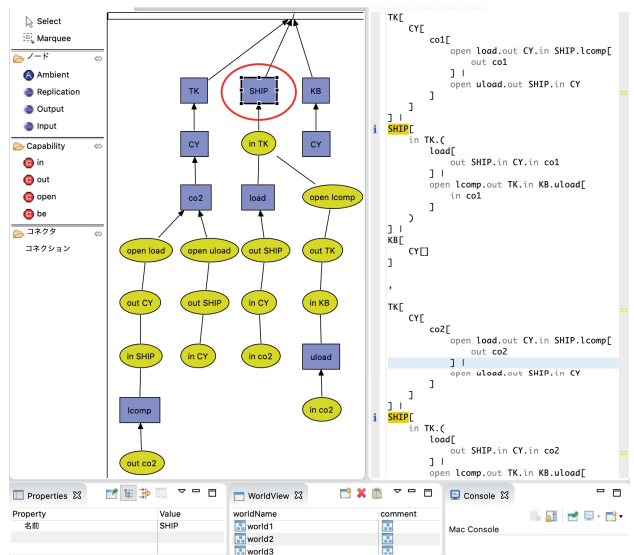 Select
Marquee
ノード
Ambient
Replication
Output
Input
Capability
in
out
open
be
コネクタ
コネクション
TK
SHIP
KB
CY
in TK
CY
co2
load
open lcomp
open load
open uload
out SHIP
out TK
out CY
out SHIP
in CY
in KB
in SHIP
in CY
in co2
uload
lcomp
in co2
out co2
TK[
CY[
co1[
open load.out CY.in SHIP.lcomp[
out co1
] |
open uload.out SHIP.in CY
]
]
] |
SHIP[
in TK.(
load[
out SHIP.in CY.in co1
] |
open lcomp.out TK.in KB.uload[
in co1
]
)
] |
KB[
CY[]
]
,
TK[
CY[
co2[
open load.out CY.in SHIP.lcomp[
out co2
] |
open uload.out SHIP.in CY
]
]
] |
SHIP[
in TK.(
load[
out SHIP.in CY.in co2
] |
open lcomp.out TK.in KB.uload[
Properties
Property Value
名前 SHIP
WorldView
worldName comment
world1
world2
world3
Console
Mac Console